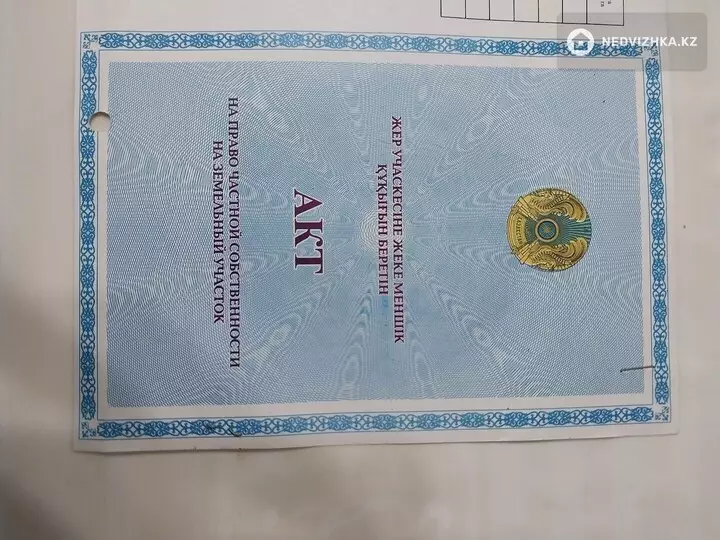 ЖЕР УЧАСКЕСІНЕ ЖЕКЕ МЕНШІК
ҚҰҚЫҒЫН БЕРЕТІН
АКТ
НА ПРАВО ЧАСТНОЙ СОБСТВЕННОСТИ
НА ЗЕМЕЛЬНЫЙ УЧАСТОК
NEDVIZHKA.KZ